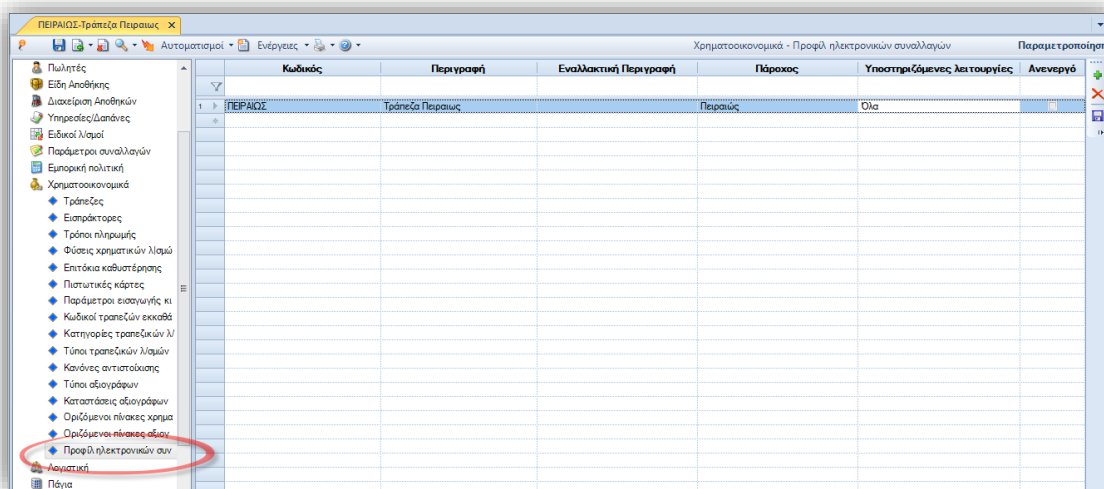 ΠΕΙΡΑΙΩΣ-Τράπεζα Πειραιως X
Αυτοματισμοί Ενέργειες Χρηματοοικονομικά - Προφίλ ηλεκτρονικών συναλλαγών Παραμετροποίηση
Πωλητές
Είδη Αποθήκης
Διαχείριση Αποθηκών
Υπηρεσίες/Δαπάνες
Ειδικοί λ/σμοί
Παράμετροι συναλλαγών
Εμπορική πολιτική
Χρηματοοικονομικά
Τράπεζες
Εισπράκτορες
Τρόποι πληρωμής
Φύσεις χρηματικών λ/σμώ
Επιτόκια καθυστέρησης
Πιστωτικές κάρτες
Παράμετροι εισαγωγής κι
Κωδικοί τραπεζών εκκαθά
Κατηγορίες τραπεζικών λ/
Τύποι τραπεζικών λ/σμών
Κανόνες αντιστοίχισης
Τύποι αξιογράφων
Καταστάσεις αξιογράφων
Οριζόμενοι πίνακες χρημα
Οριζόμενοι πίνακες αξιογ
Προφίλ ηλεκτρονικών συν
Λογιστική
Πάγια
Κωδικός Περιγραφή Εναλλακτική Περιγραφή Πάροχος Υποστηριζόμενες λειτουργίες Ανενεργό
1 ΠΕΙΡΑΙΩΣ Τράπεζα Πειραιως Πειραιώς Όλα